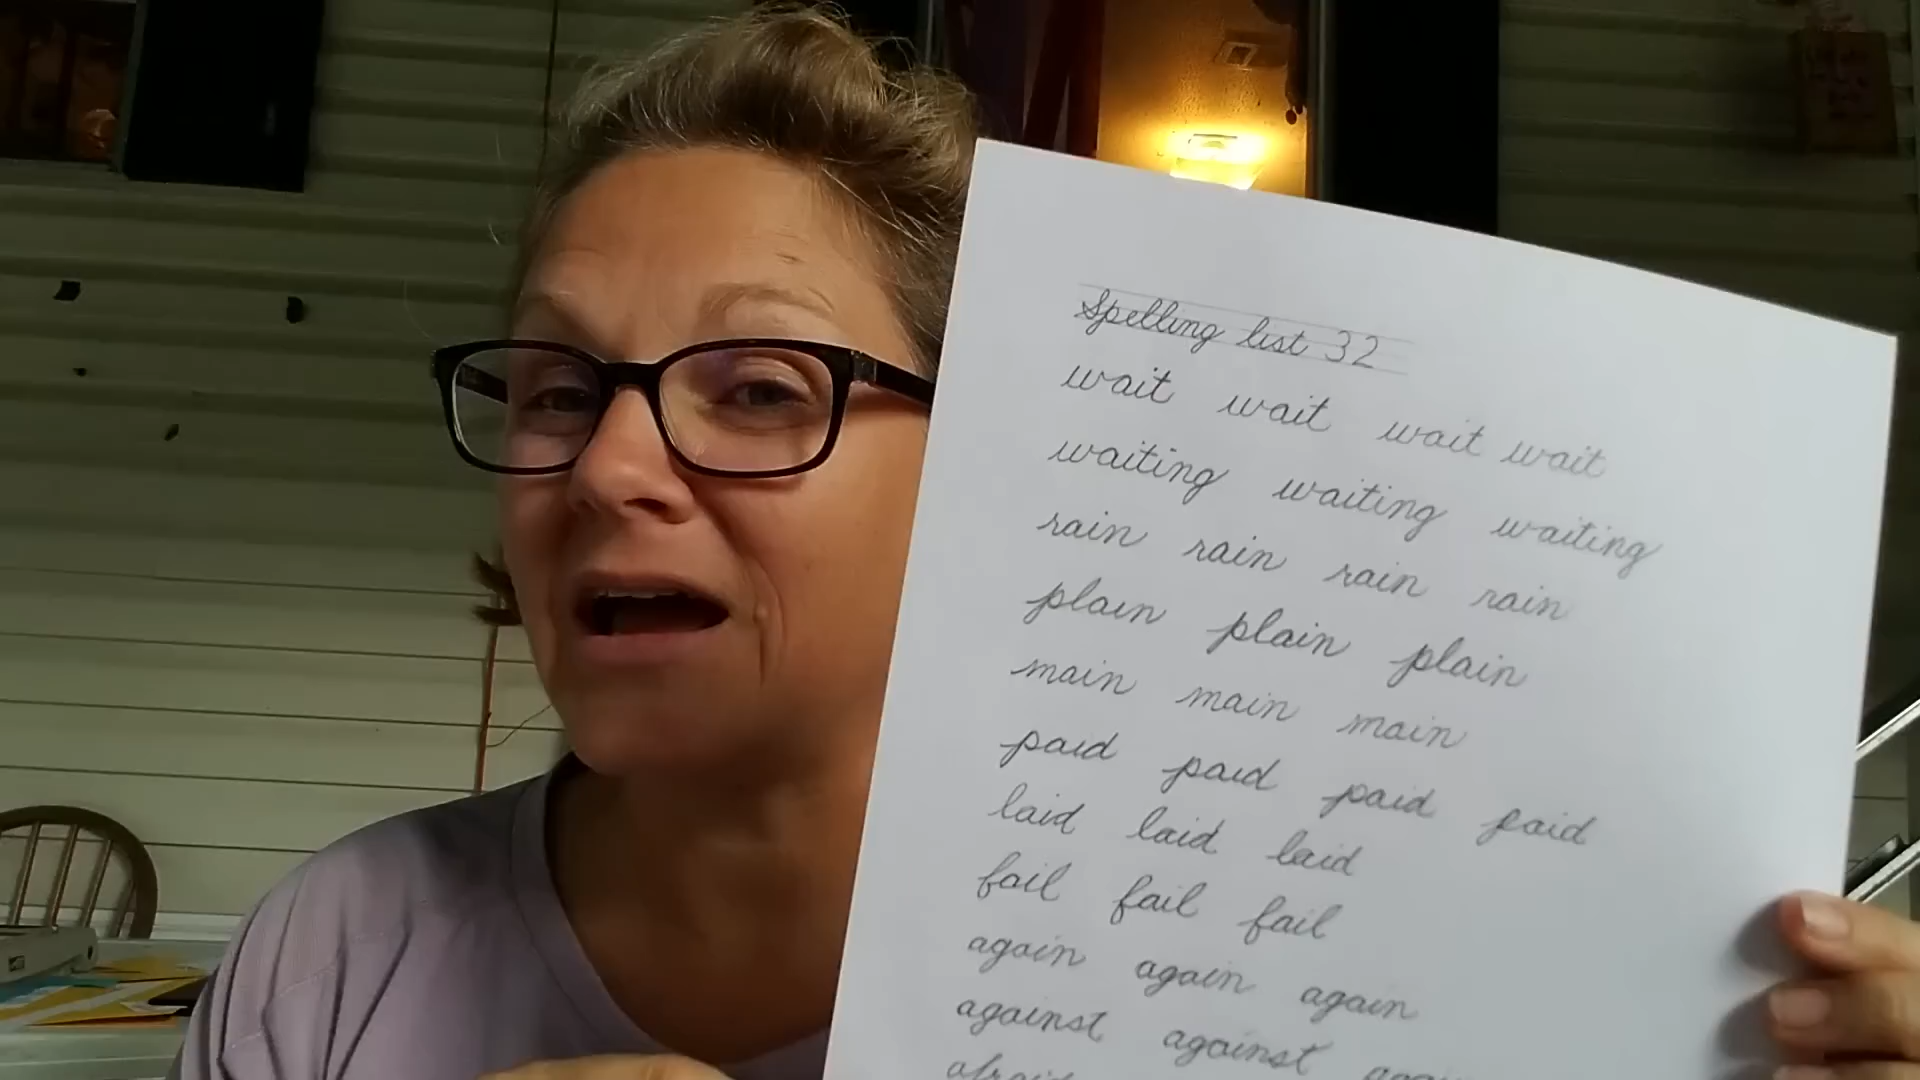 Spelling list 32
wait wait wait wait
waiting waiting waiting
rain rain rain rain
plain plain plain
main main main
paid paid paid paid
laid laid laid
fail fail fail
again again again
against against